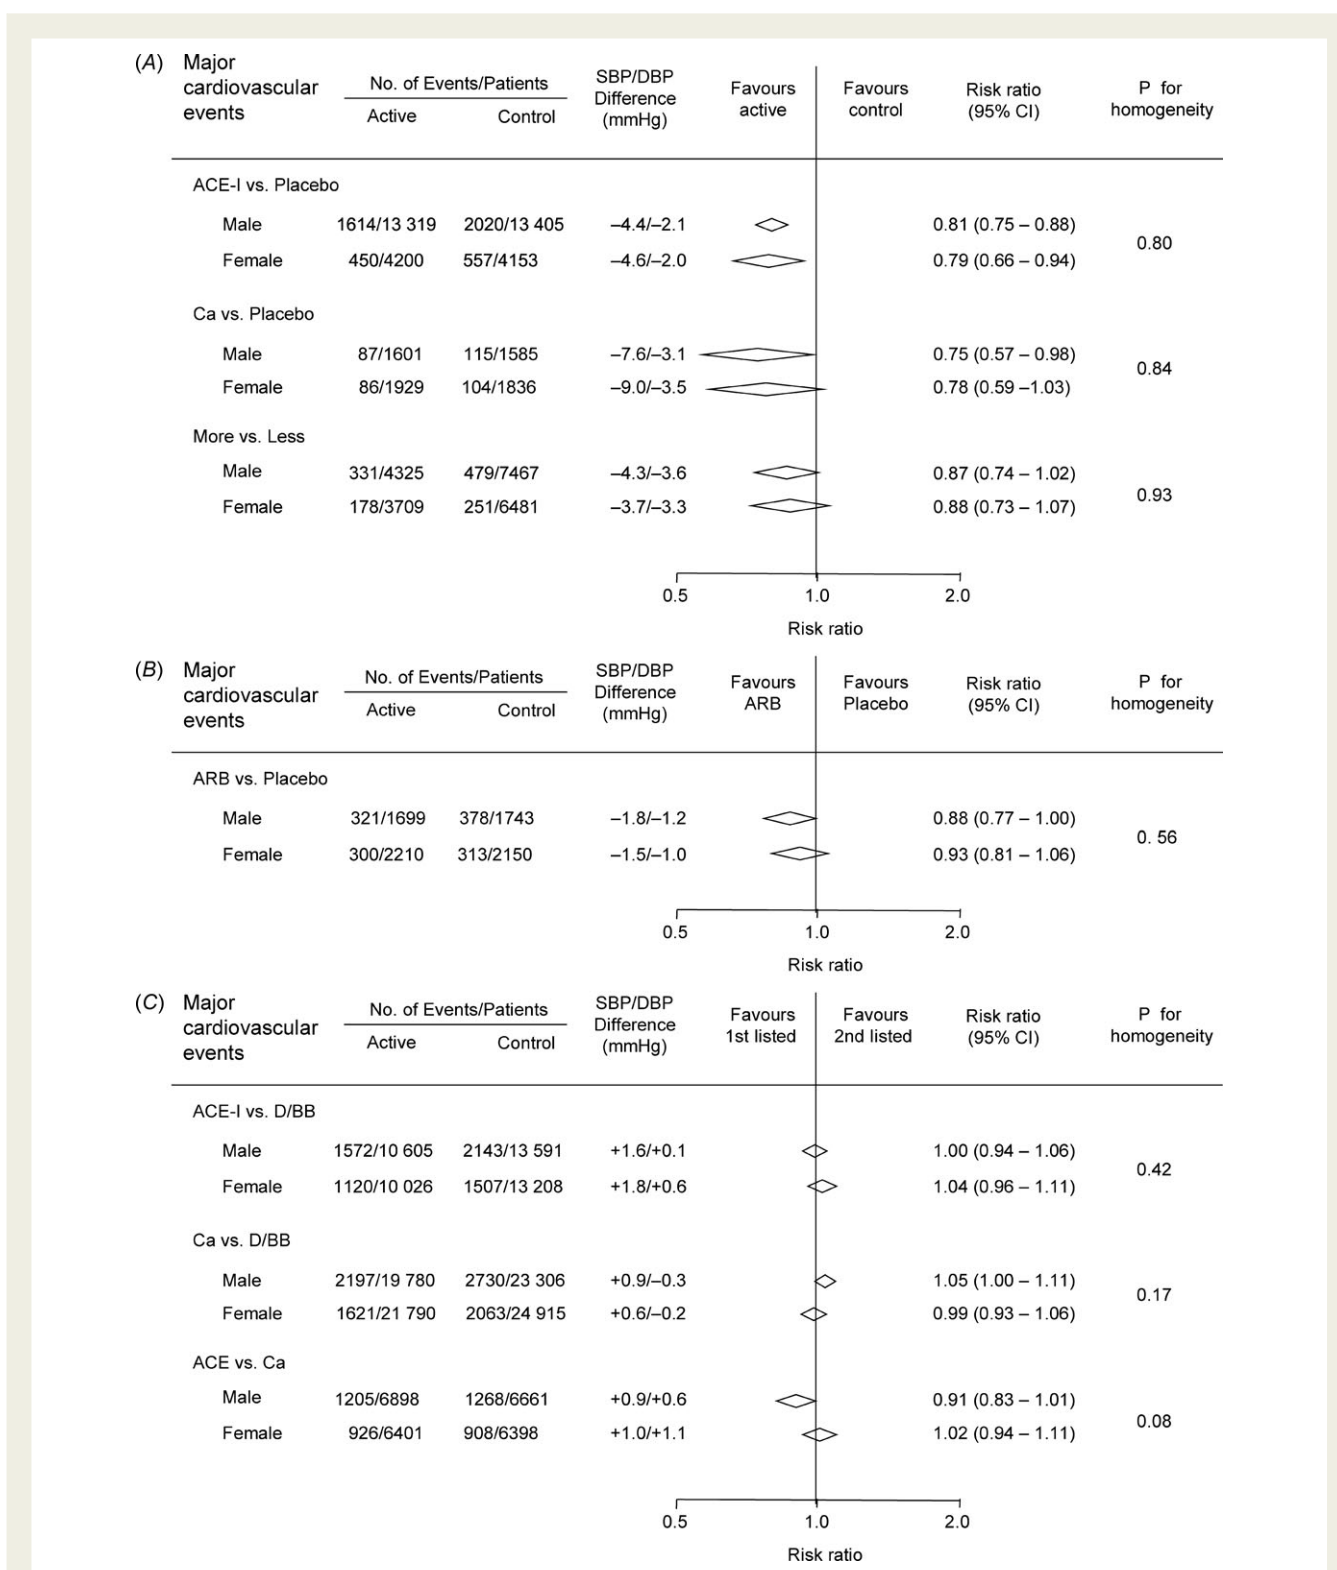 (A) Major cardiovascular events
No. of Events/Patients
Active Control
SBP/DBP Difference (mmHg)
Favours active
Favours control
Risk ratio (95% CI)
P for homogeneity
ACE-I vs. Placebo
Male 1614/13 319 2020/13 405 –4.4/–2.1 0.81 (0.75 – 0.88)
0.80
Female 450/4200 557/4153 –4.6/–2.0 0.79 (0.66 – 0.94)
Ca vs. Placebo
Male 87/1601 115/1585 –7.6/–3.1 0.75 (0.57 – 0.98)
0.84
Female 86/1929 104/1836 –9.0/–3.5 0.78 (0.59 –1.03)
More vs. Less
Male 331/4325 479/7467 –4.3/–3.6 0.87 (0.74 – 1.02)
0.93
Female 178/3709 251/6481 –3.7/–3.3 0.88 (0.73 – 1.07)
0.5 1.0 2.0
Risk ratio
(B) Major cardiovascular events
No. of Events/Patients
Active Control
SBP/DBP Difference (mmHg)
Favours ARB
Favours Placebo
Risk ratio (95% CI)
P for homogeneity
ARB vs. Placebo
Male 321/1699 378/1743 –1.8/–1.2 0.88 (0.77 – 1.00)
0. 56
Female 300/2210 313/2150 –1.5/–1.0 0.93 (0.81 – 1.06)
0.5 1.0 2.0
Risk ratio
(C) Major cardiovascular events
No. of Events/Patients
Active Control
SBP/DBP Difference (mmHg)
Favours 1st listed
Favours 2nd listed
Risk ratio (95% CI)
P for homogeneity
ACE-I vs. D/BB
Male 1572/10 605 2143/13 591 +1.6/+0.1 1.00 (0.94 – 1.06)
0.42
Female 1120/10 026 1507/13 208 +1.8/+0.6 1.04 (0.96 – 1.11)
Ca vs. D/BB
Male 2197/19 780 2730/23 306 +0.9/–0.3 1.05 (1.00 – 1.11)
0.17
Female 1621/21 790 2063/24 915 +0.6/–0.2 0.99 (0.93 – 1.06)
ACE vs. Ca
Male 1205/6898 1268/6661 +0.9/+0.6 0.91 (0.83 – 1.01)
0.08
Female 926/6401 908/6398 +1.0/+1.1 1.02 (0.94 – 1.11)
0.5 1.0 2.0
Risk ratio